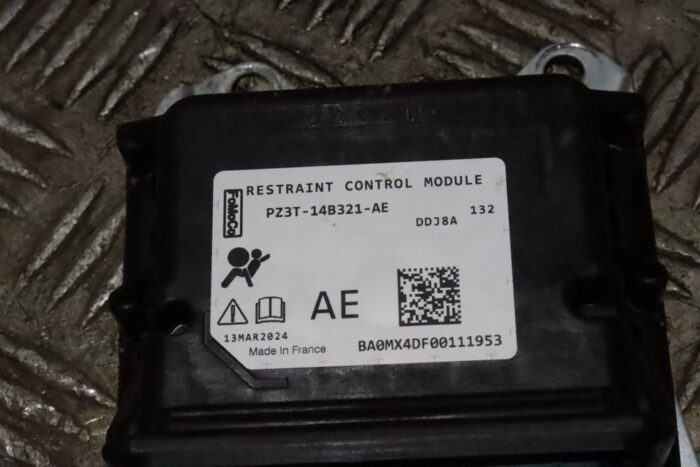 FoMoCo
RESTRAINT CONTROL MODULE
PZ3T-14B321-AE
DDJ8A 132
AE
13MAR2024
Made In France
BA0MX4DF00111953